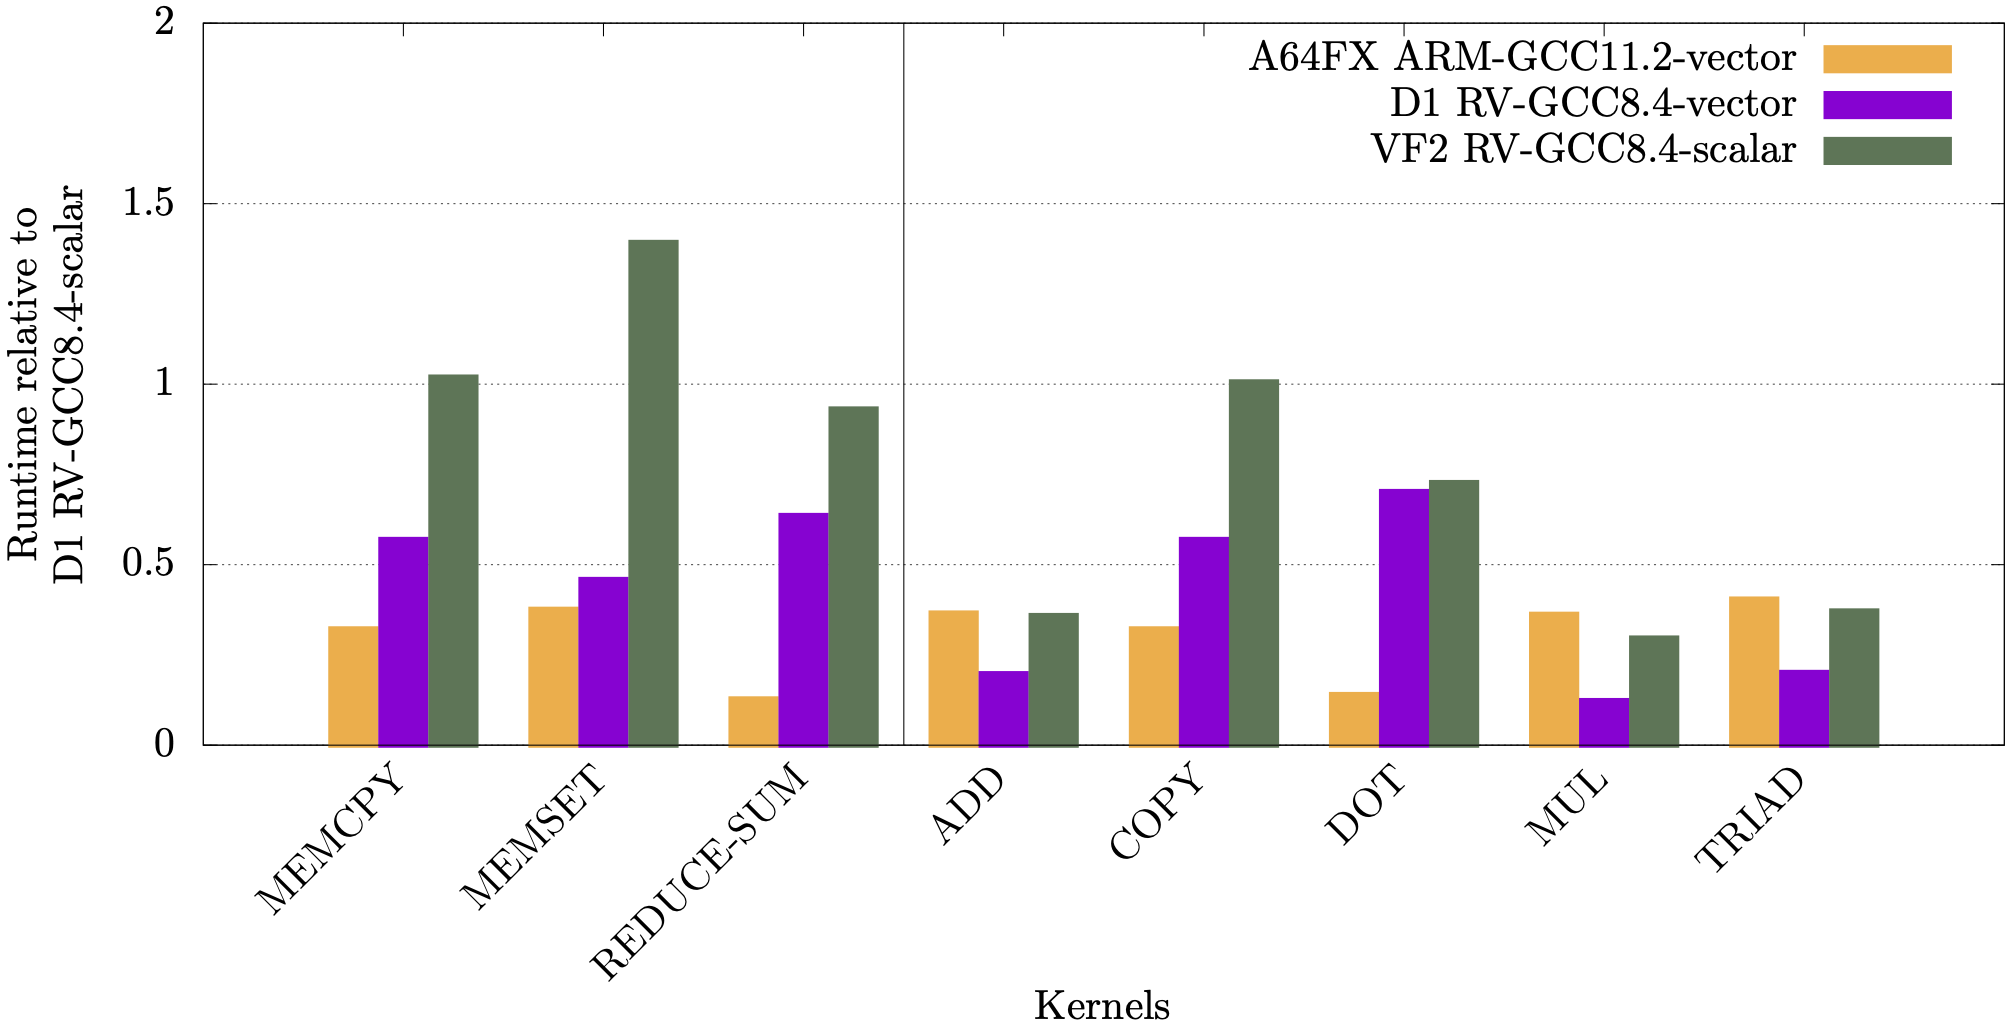 2
1.5
1
0.5
0
Runtime relative to
D1 RV-GCC8.4-scalar
A64FX ARM-GCC11.2-vector
D1 RV-GCC8.4-vector
VF2 RV-GCC8.4-scalar
MEMCPY
MEMSET
REDUCE-SUM
ADD
COPY
DOT
MUL
TRIAD
Kernels